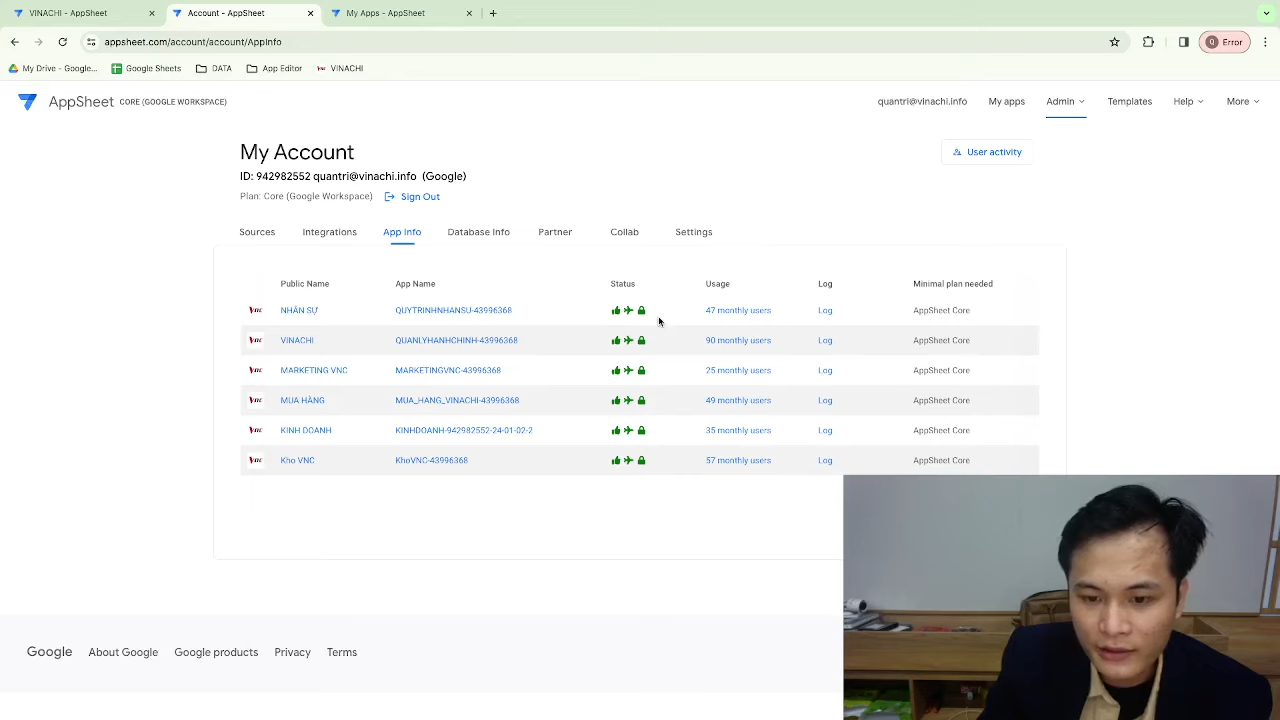 VINACHI - AppSheet
Account - AppSheet
My Apps - AppSheet
appsheet.com/account/account/AppInfo
Q Error
My Drive - Google...
Google Sheets
DATA
App Editor
VINACHI
AppSheet CORE (GOOGLE WORKSPACE)
quantri@vinachi.info
My apps
Admin
Templates
Help
More
My Account
User activity
ID: 942982552 quantri@vinachi.info (Google)
Plan: Core (Google Workspace)
Sign Out
Sources
Integrations
App Info
Database Info
Partner
Collab
Settings
Public Name App Name Status Usage Log Minimal plan needed
VNC NHÂN SỰ QUYTRINHNHANSU-43996368 47 monthly users Log AppSheet Core
VNC VINACHI QUANLYHANHCHINH-43996368 90 monthly users Log AppSheet Core
VNC MARKETING VNC MARKETINGVNC-43996368 25 monthly users Log AppSheet Core
VNC MUA HÀNG MUA_HANG_VINACHI-43996368 49 monthly users Log AppSheet Core
VNC KINH DOANH KINHDOANH-942982552-24-01-02-2 35 monthly users Log AppSheet Core
VNC Kho VNC KhoVNC-43996368 57 monthly users Log AppSheet Core
Google
About Google
Google products
Privacy
Terms